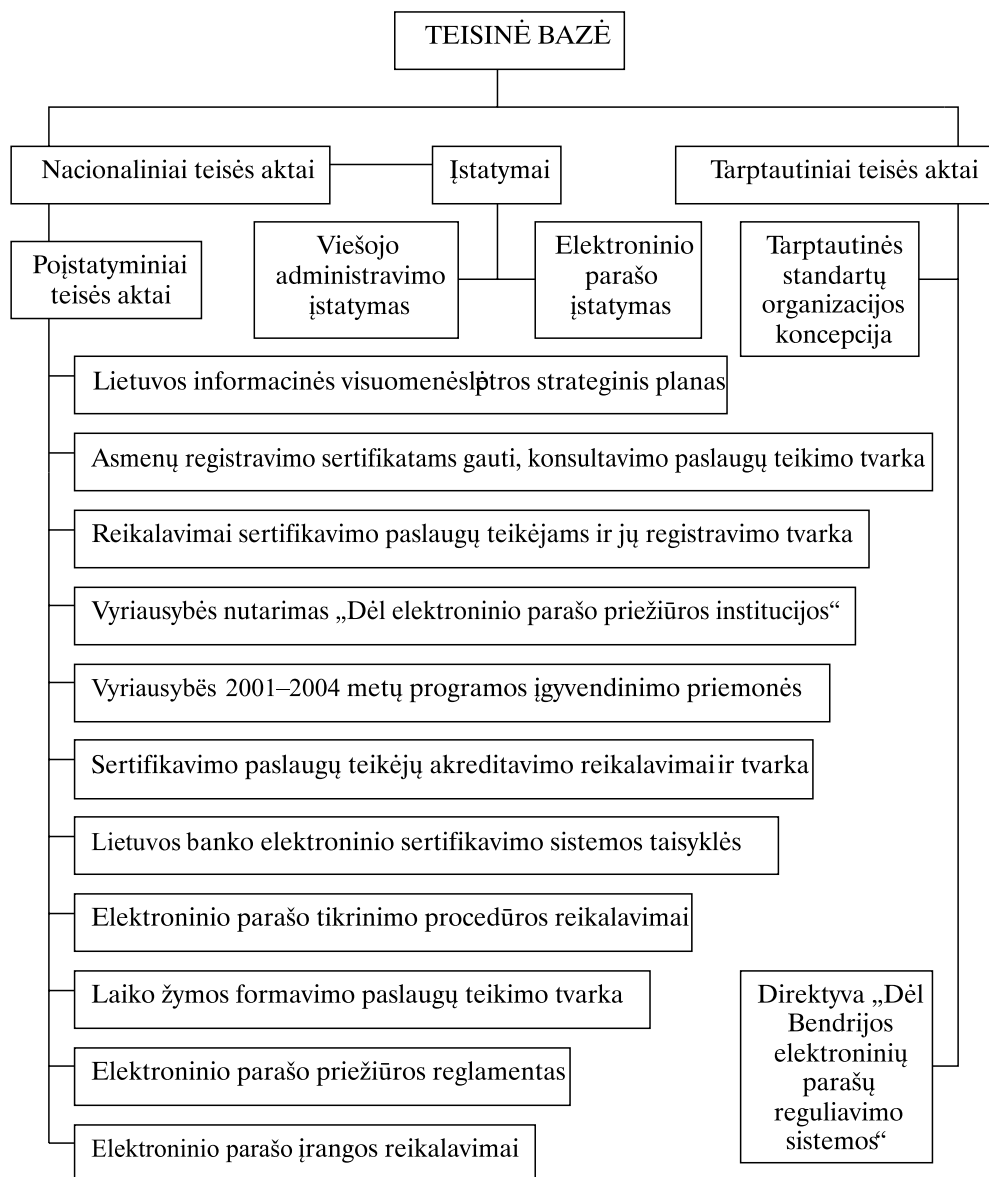 TEISINĖ BAZĖ
Nacionaliniai teisės aktai
Įstatymai
Tarptautiniai teisės aktai
Poįstatyminiai
teisės aktai
Viešojo
administravimo
įstatymas
Elektroninio
parašo
įstatymas
Tarptautinės
standartų
organizacijos
koncepcija
Lietuvos informacinės visuomenės plėtros strateginis planas
Asmenų registravimo sertifikatams gauti, konsultavimo paslaugų teikimo tvarka
Reikalavimai sertifikavimo paslaugų teikėjams ir jų registravimo tvarka
Vyriausybės nutarimas „Dėl elektroninio parašo priežiūros institucijos“
Vyriausybės 2001–2004 metų programos įgyvendinimo priemonės
Sertifikavimo paslaugų teikėjų akreditavimo reikalavimai ir tvarka
Lietuvos banko elektroninio sertifikavimo sistemos taisyklės
Elektroninio parašo tikrinimo procedūros reikalavimai
Laiko žymos formavimo paslaugų teikimo tvarka
Elektroninio parašo priežiūros reglamentas
Elektroninio parašo įrangos reikalavimai
Direktyva „Dėl
Bendrijos
elektroninių
parašų
reguliavimo
sistemos“